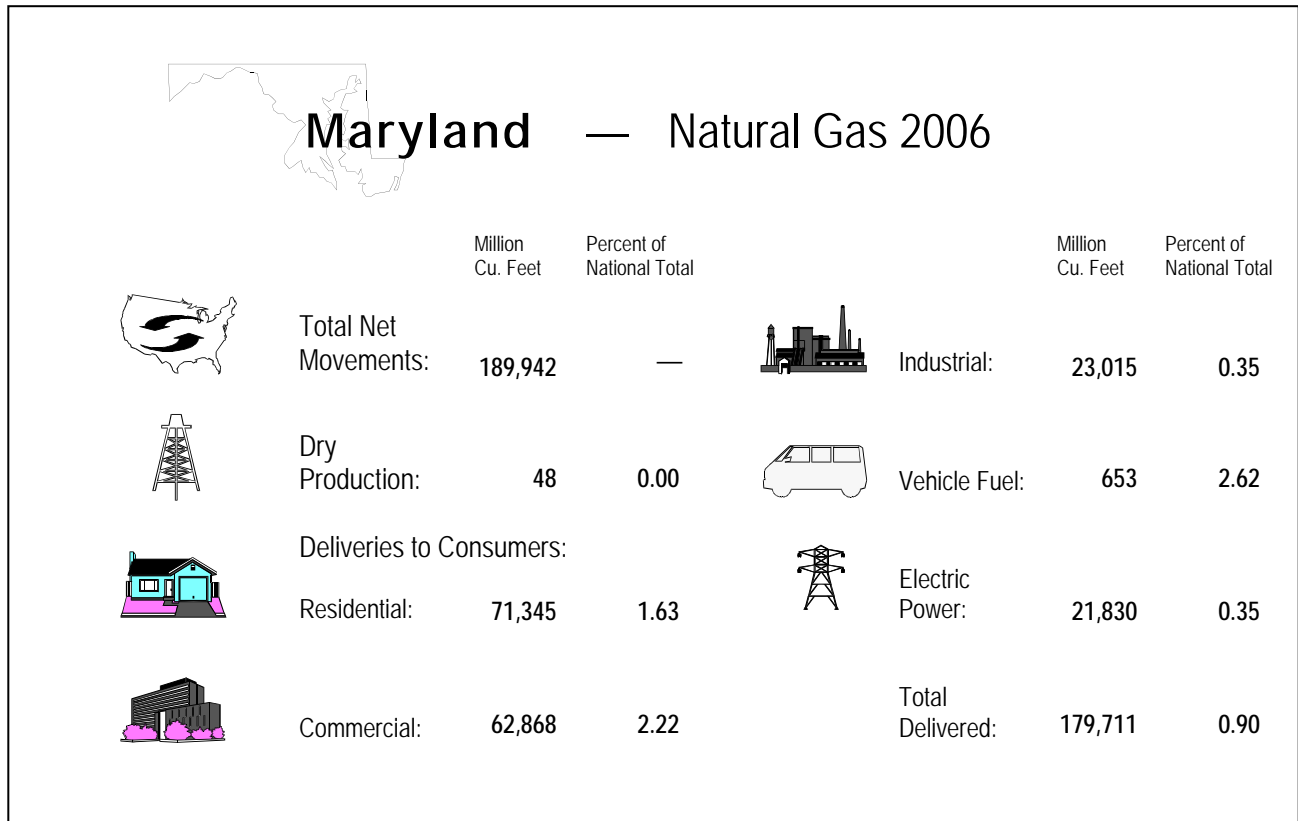 Maryland — Natural Gas 2006
Million Cu. Feet
Percent of National Total
Total Net
Movements: 189,942 —
Dry
Production: 48 0.00
Deliveries to Consumers:
Residential: 71,345 1.63
Commercial: 62,868 2.22
Million Cu. Feet
Percent of National Total
Industrial: 23,015 0.35
Vehicle Fuel: 653 2.62
Electric
Power: 21,830 0.35
Total
Delivered: 179,711 0.90